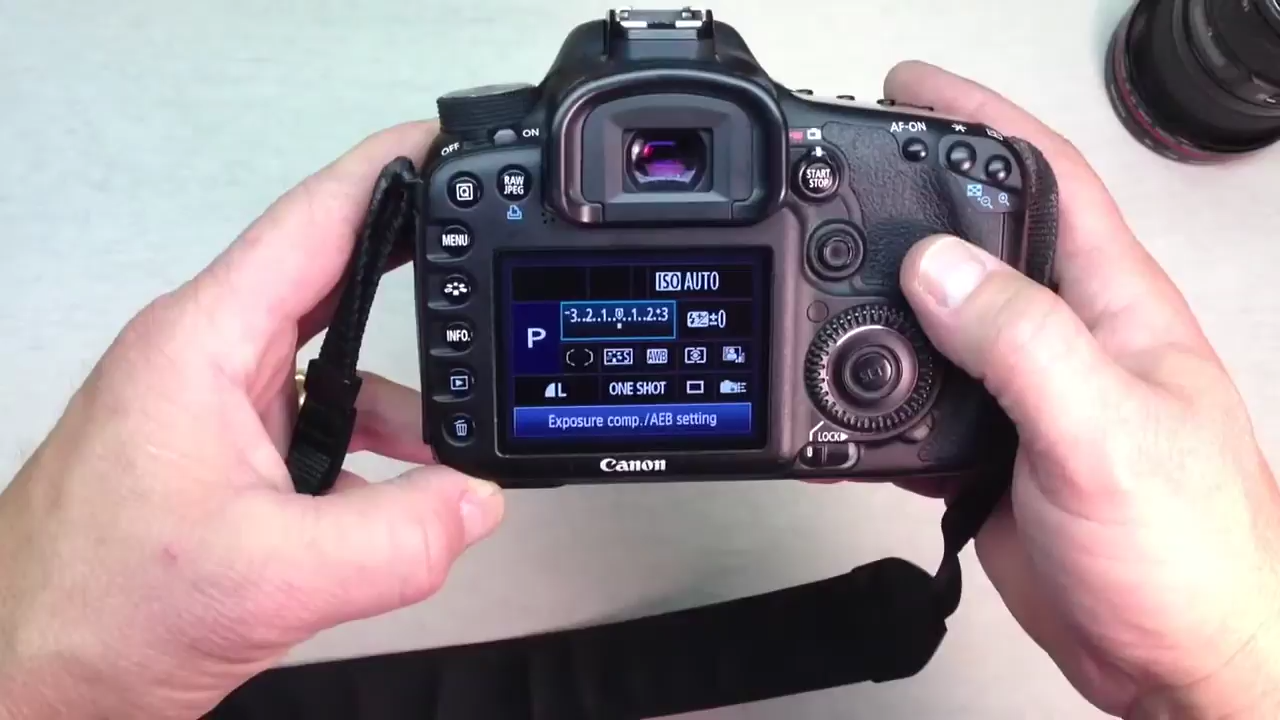 ON
OFF
AF-ON
RAW
JPEG
START
STOP
Q
MENU
INFO.
ISO AUTO
P
-3..2..1..0..1..2.+3
±0
AWB
L
ONE SHOT
SET
Exposure comp./AEB setting
LOCK▶
Canon